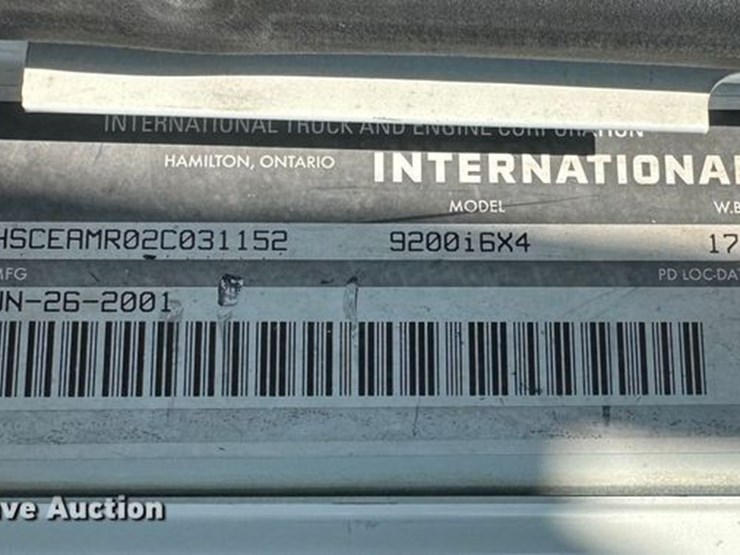 INTERNATIONAL TRUCK AND ENGINE CORPORATION
HAMILTON, ONTARIO INTERNATIONAL
MODEL W.B
HSCEAMR02C031152 9200i6X4 17
MFG PD LOC-DAT
UN-26-2001
ve Auction